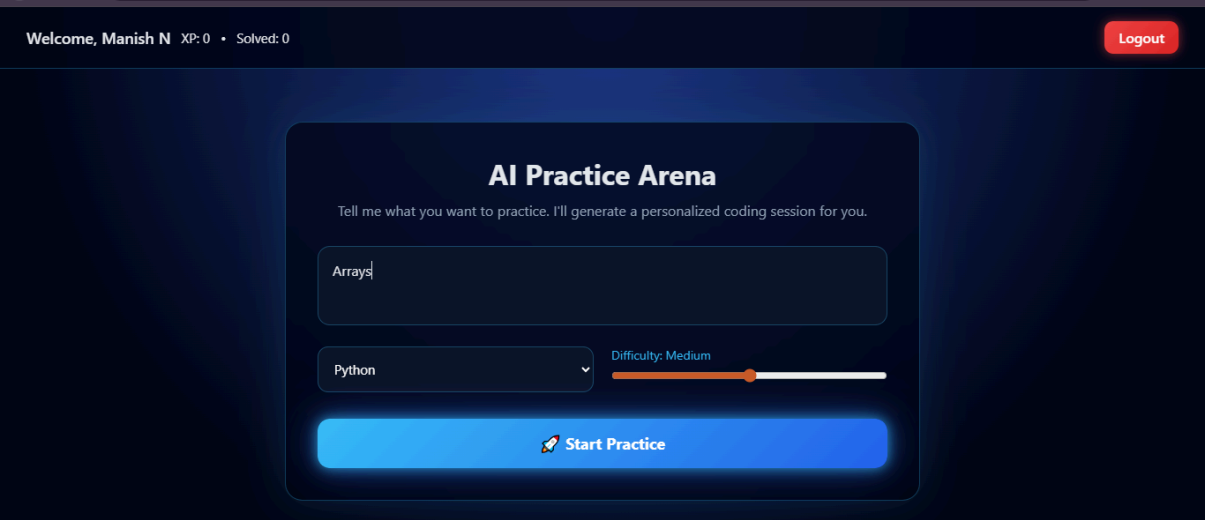 Welcome, Manish N XP: 0 • Solved: 0
Logout
AI Practice Arena
Tell me what you want to practice. I'll generate a personalized coding session for you.
Arrays
Python
Difficulty: Medium
🚀 Start Practice